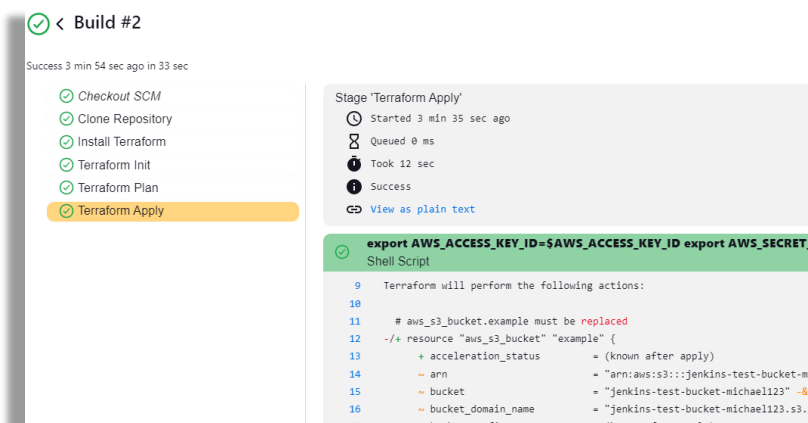 Build #2
Success 3 min 54 sec ago in 33 sec
Checkout SCM
Clone Repository
Install Terraform
Terraform Init
Terraform Plan
Terraform Apply
Stage 'Terraform Apply'
Started 3 min 35 sec ago
Queued 0 ms
Took 12 sec
Success
View as plain text
export AWS_ACCESS_KEY_ID=$AWS_ACCESS_KEY_ID export AWS_SECRET_
Shell Script
9 Terraform will perform the following actions:
10
11 # aws_s3_bucket.example must be replaced
12 -/+ resource "aws_s3_bucket" "example" {
13 + acceleration_status = (known after apply)
14 ~ arn = "arn:aws:s3:::jenkins-test-bucket-m
15 ~ bucket = "jenkins-test-bucket-michael123" -&
16 ~ bucket_domain_name = "jenkins-test-bucket-michael123.s3.